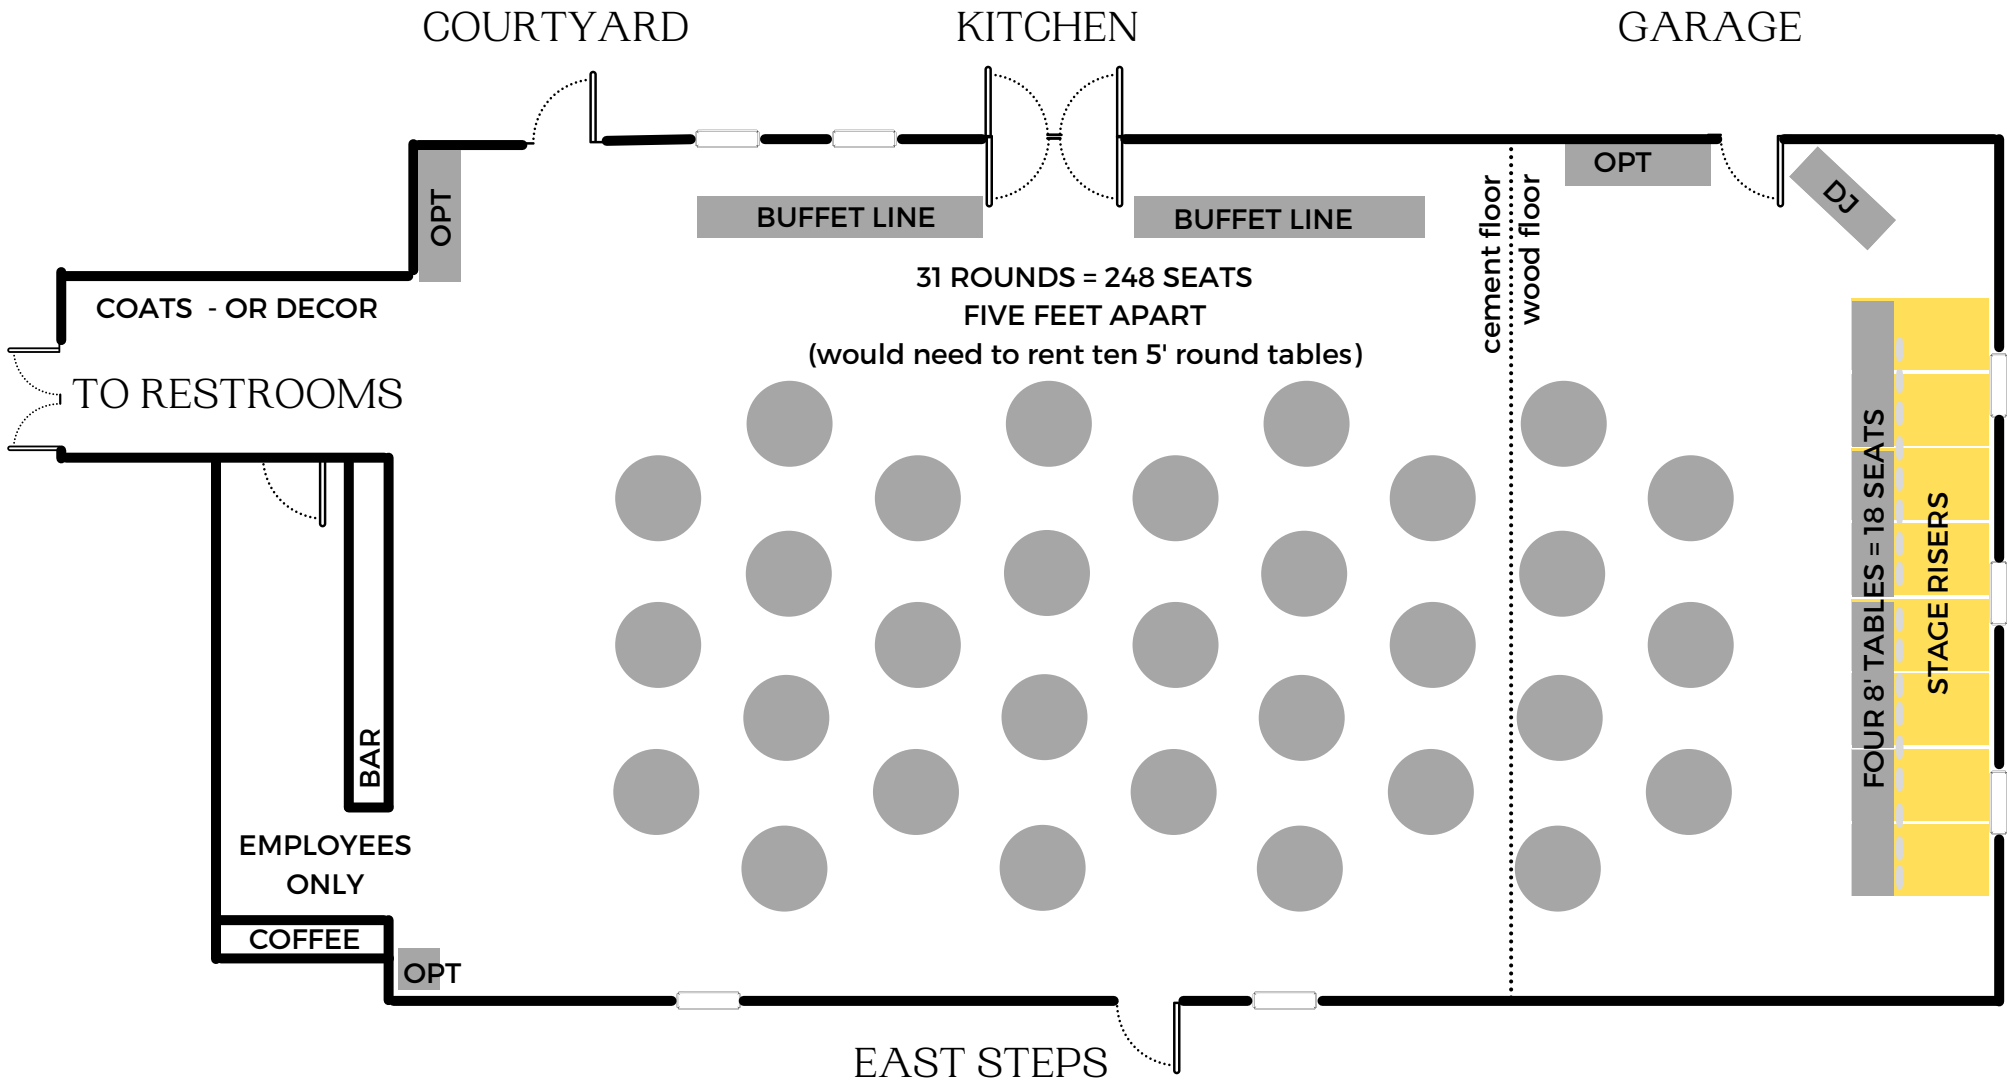 COURTYARD
KITCHEN
GARAGE
OPT
OPT
DJ
BUFFET LINE
BUFFET LINE
cement floor
wood floor
31 ROUNDS = 248 SEATS
FIVE FEET APART
(would need to rent ten 5' round tables)
COATS - OR DECOR
TO RESTROOMS
FOUR 8' TABLES = 18 SEATS
STAGE RISERS
BAR
EMPLOYEES
ONLY
COFFEE
OPT
EAST STEPS